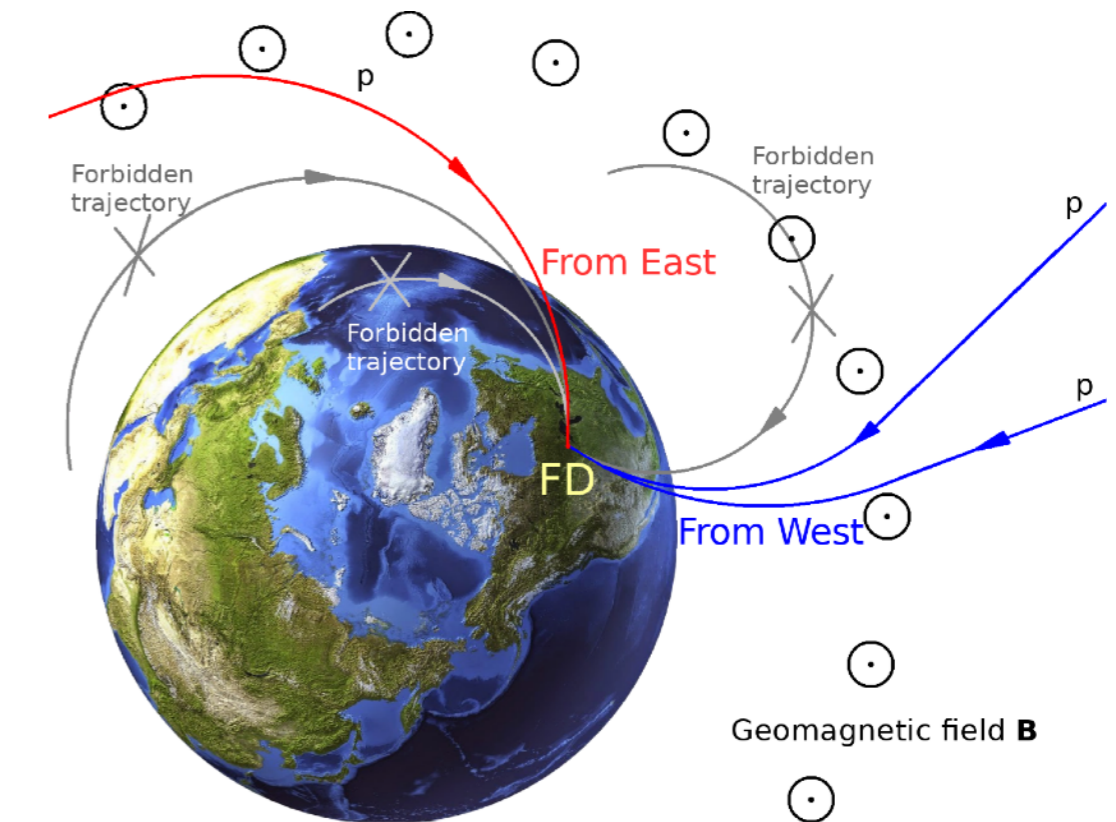 p
Forbidden
trajectory
Forbidden
trajectory
p
From East
Forbidden
trajectory
p
FD
From West
Geomagnetic field B